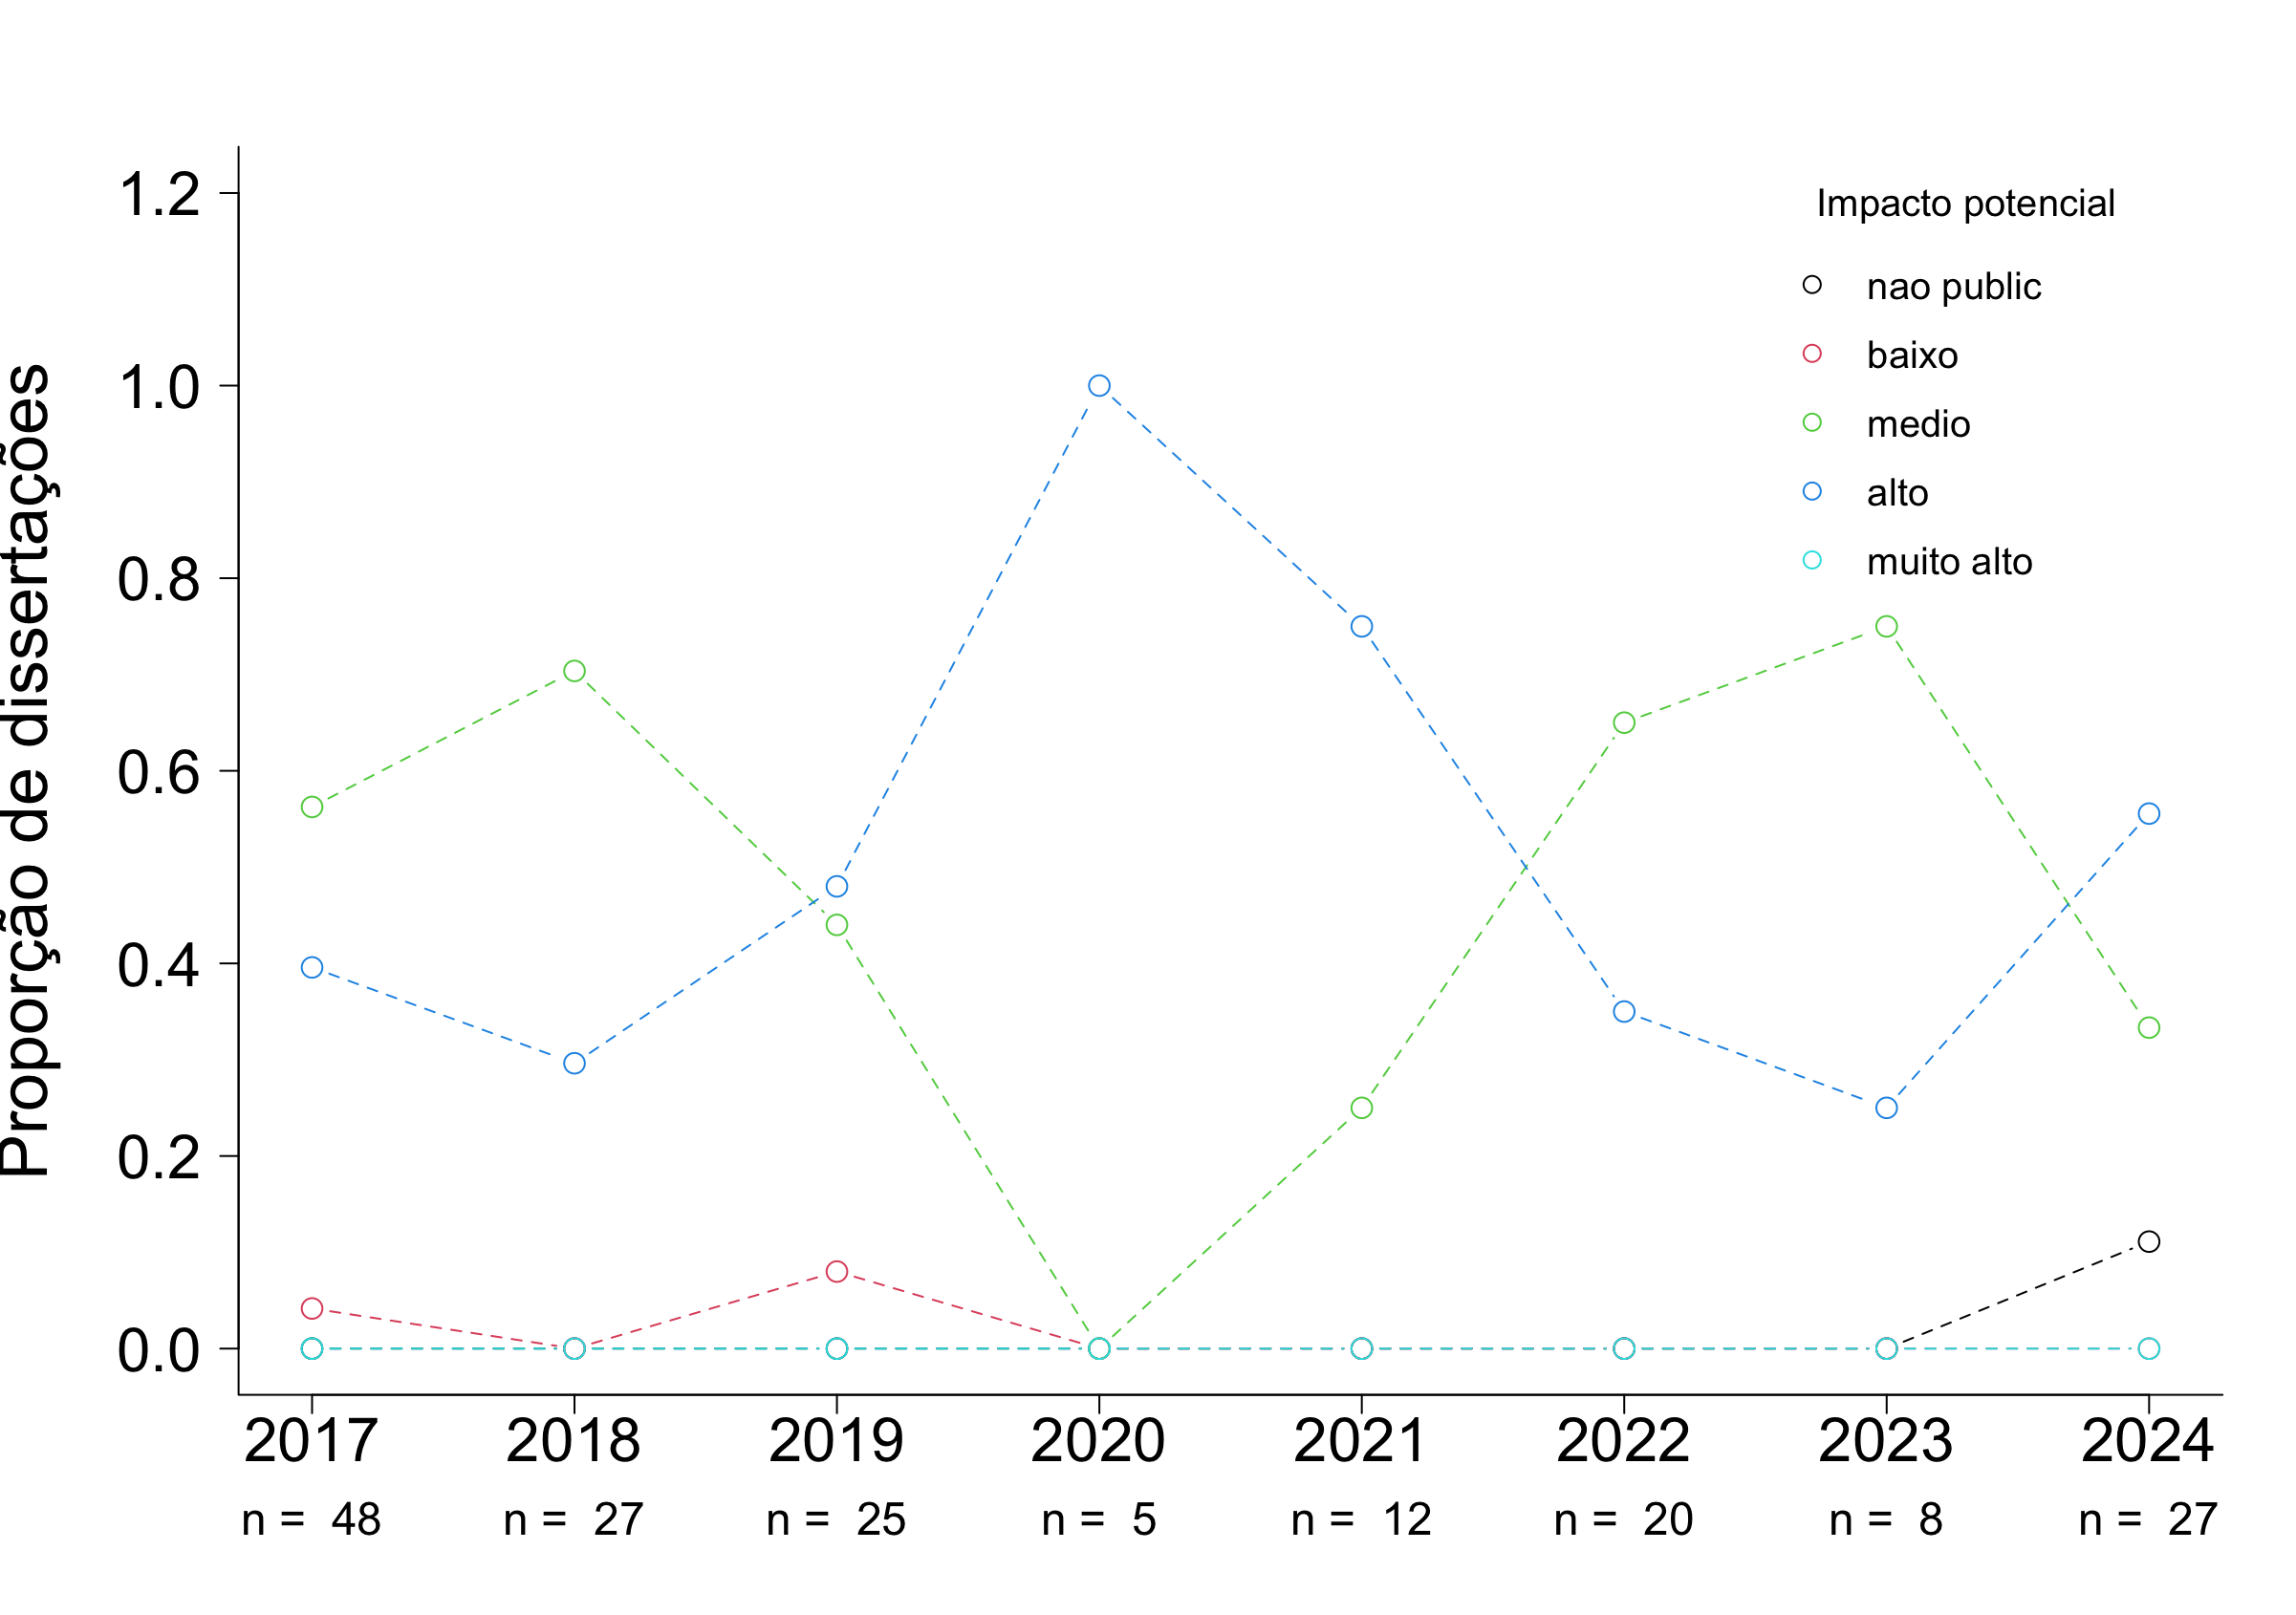 Proporção de dissertações
1.2
1.0
0.8
0.6
0.4
0.2
0.0
Impacto potencial
nao public
baixo
medio
alto
muito alto
2017 2018 2019 2020 2021 2022 2023 2024
n = 48 n = 27 n = 25 n = 5 n = 12 n = 20 n = 8 n = 27